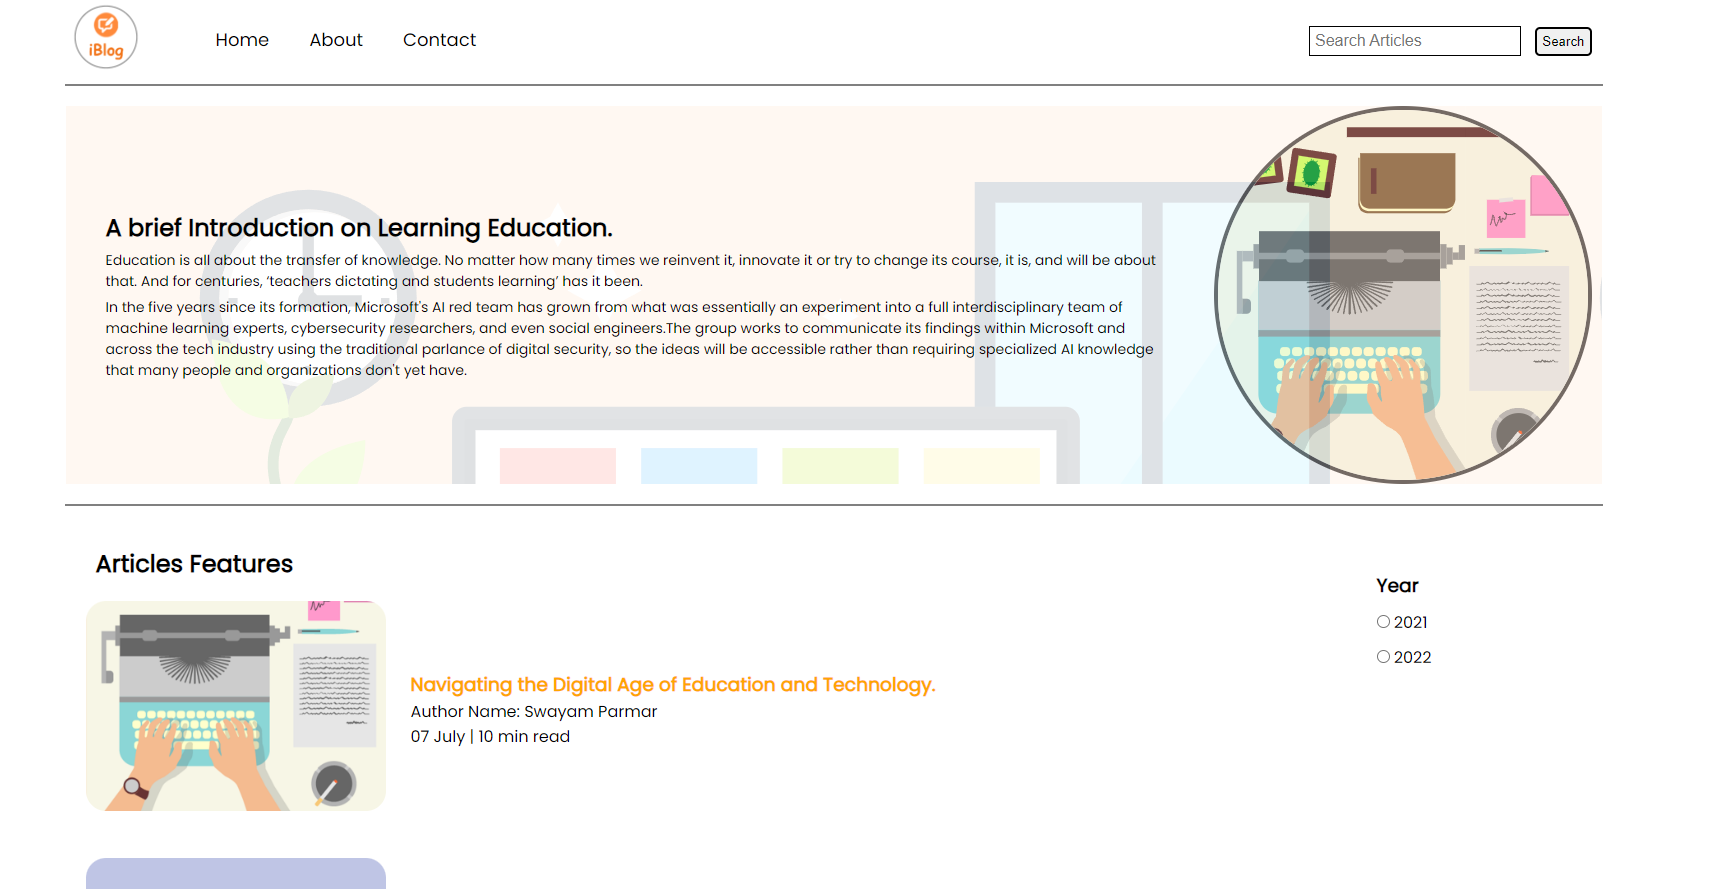 iBlog
Home About Contact
Search Articles Search
A brief Introduction on Learning Education.
Education is all about the transfer of knowledge. No matter how many times we reinvent it, innovate it or try to change its course, it is, and will be about
that. And for centuries, ‘teachers dictating and students learning’ has it been.
In the five years since its formation, Microsoft's AI red team has grown from what was essentially an experiment into a full interdisciplinary team of
machine learning experts, cybersecurity researchers, and even social engineers.The group works to communicate its findings within Microsoft and
across the tech industry using the traditional parlance of digital security, so the ideas will be accessible rather than requiring specialized AI knowledge
that many people and organizations don't yet have.
Articles Features
Navigating the Digital Age of Education and Technology.
Author Name: Swayam Parmar
07 July | 10 min read
Year
2021
2022